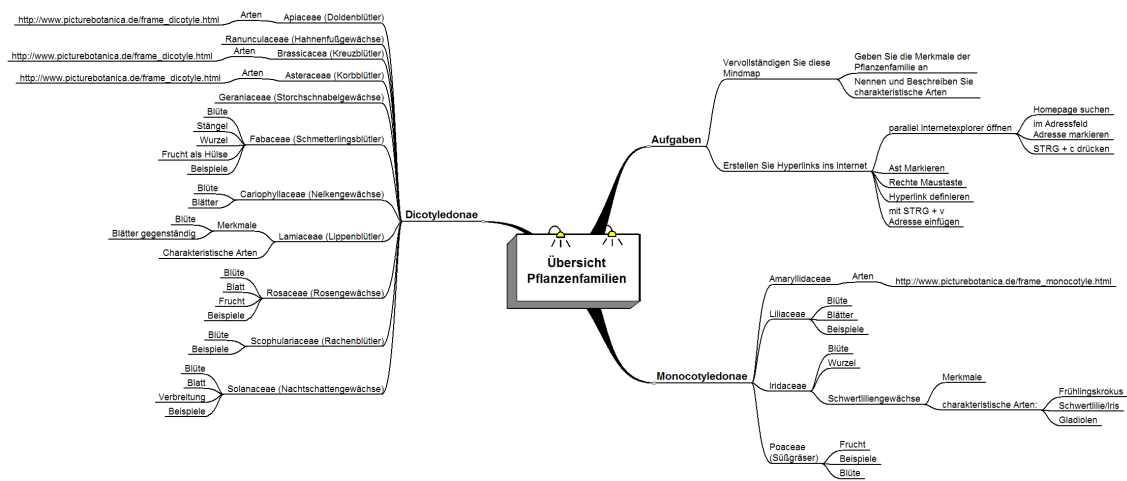 Übersicht
Pflanzenfamilien
Dicotyledonae
Apiaceae (Doldenblütler)
Arten
http://www.picturebotanica.de/frame_dicotyle.html
Ranunculaceae (Hahnenfußgewächse)
Brassicacea (Kreuzblütler)
Arten
http://www.picturebotanica.de/frame_dicotyle.html
Asteraceae (Korbblütler)
Arten
http://www.picturebotanica.de/frame_dicotyle.html
Geraniaceae (Storchschnabelgewächse)
Fabaceae (Schmetterlingsblütler)
Blüte
Stängel
Wurzel
Frucht als Hülse
Beispiele
Cariophyllaceae (Nelkengewächse)
Blüte
Blätter
Lamiaceae (Lippenblütler)
Merkmale
Blüte
Blätter gegenständig
Charakteristische Arten
Rosaceae (Rosengewächse)
Blüte
Blatt
Frucht
Beispiele
Scophulariaceae (Rachenblütler)
Blüte
Beispiele
Solanaceae (Nachtschattengewächse)
Blüte
Blatt
Verbreitung
Beispiele
Aufgaben
Vervollständigen Sie diese
Mindmap
Geben Sie die Merkmale der
Pflanzenfamilie an
Nennen und Beschreiben Sie
charakteristische Arten
Erstellen Sie Hyperlinks ins Internet
parallel Internetexplorer öffnen
Homepage suchen
im Adressfeld
Adresse markieren
STRG + c drücken
Ast Markieren
Rechte Maustaste
Hyperlink definieren
mit STRG + v
Adresse einfügen
Monocotyledonae
Amaryllidaceae
Arten
http://www.picturebotanica.de/frame_monocotyle.html
Liliaceae
Blüte
Blätter
Beispiele
Iridaceae
Blüte
Wurzel
Schwertliliengewächse
Merkmale
charakteristische Arten:
Frühlingskrokus
Schwertlilie/Iris
Gladiolen
Poaceae
(Süßgräser)
Frucht
Beispiele
Blüte